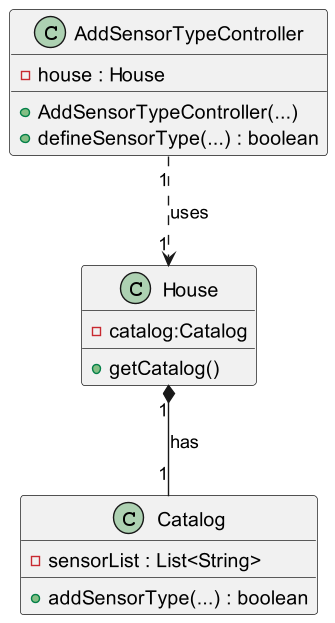 C AddSensorTypeController
house : House
AddSensorTypeController(...)
defineSensorType(...) : boolean
1
uses
1
C House
catalog:Catalog
getCatalog()
1
has
1
C Catalog
sensorList : List<String>
addSensorType(...) : boolean